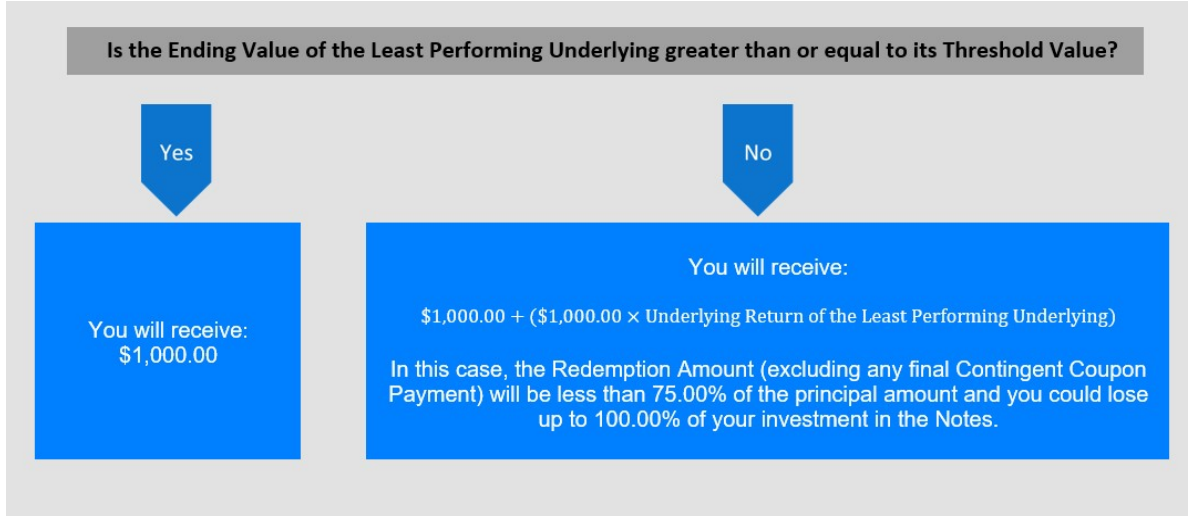 Is the Ending Value of the Least Performing Underlying greater than or equal to its Threshold Value?
Yes
No
You will receive:
$1,000.00
You will receive:
$1,000.00 + ($1,000.00 × Underlying Return of the Least Performing Underlying)
In this case, the Redemption Amount (excluding any final Contingent Coupon
Payment) will be less than 75.00% of the principal amount and you could lose
up to 100.00% of your investment in the Notes.